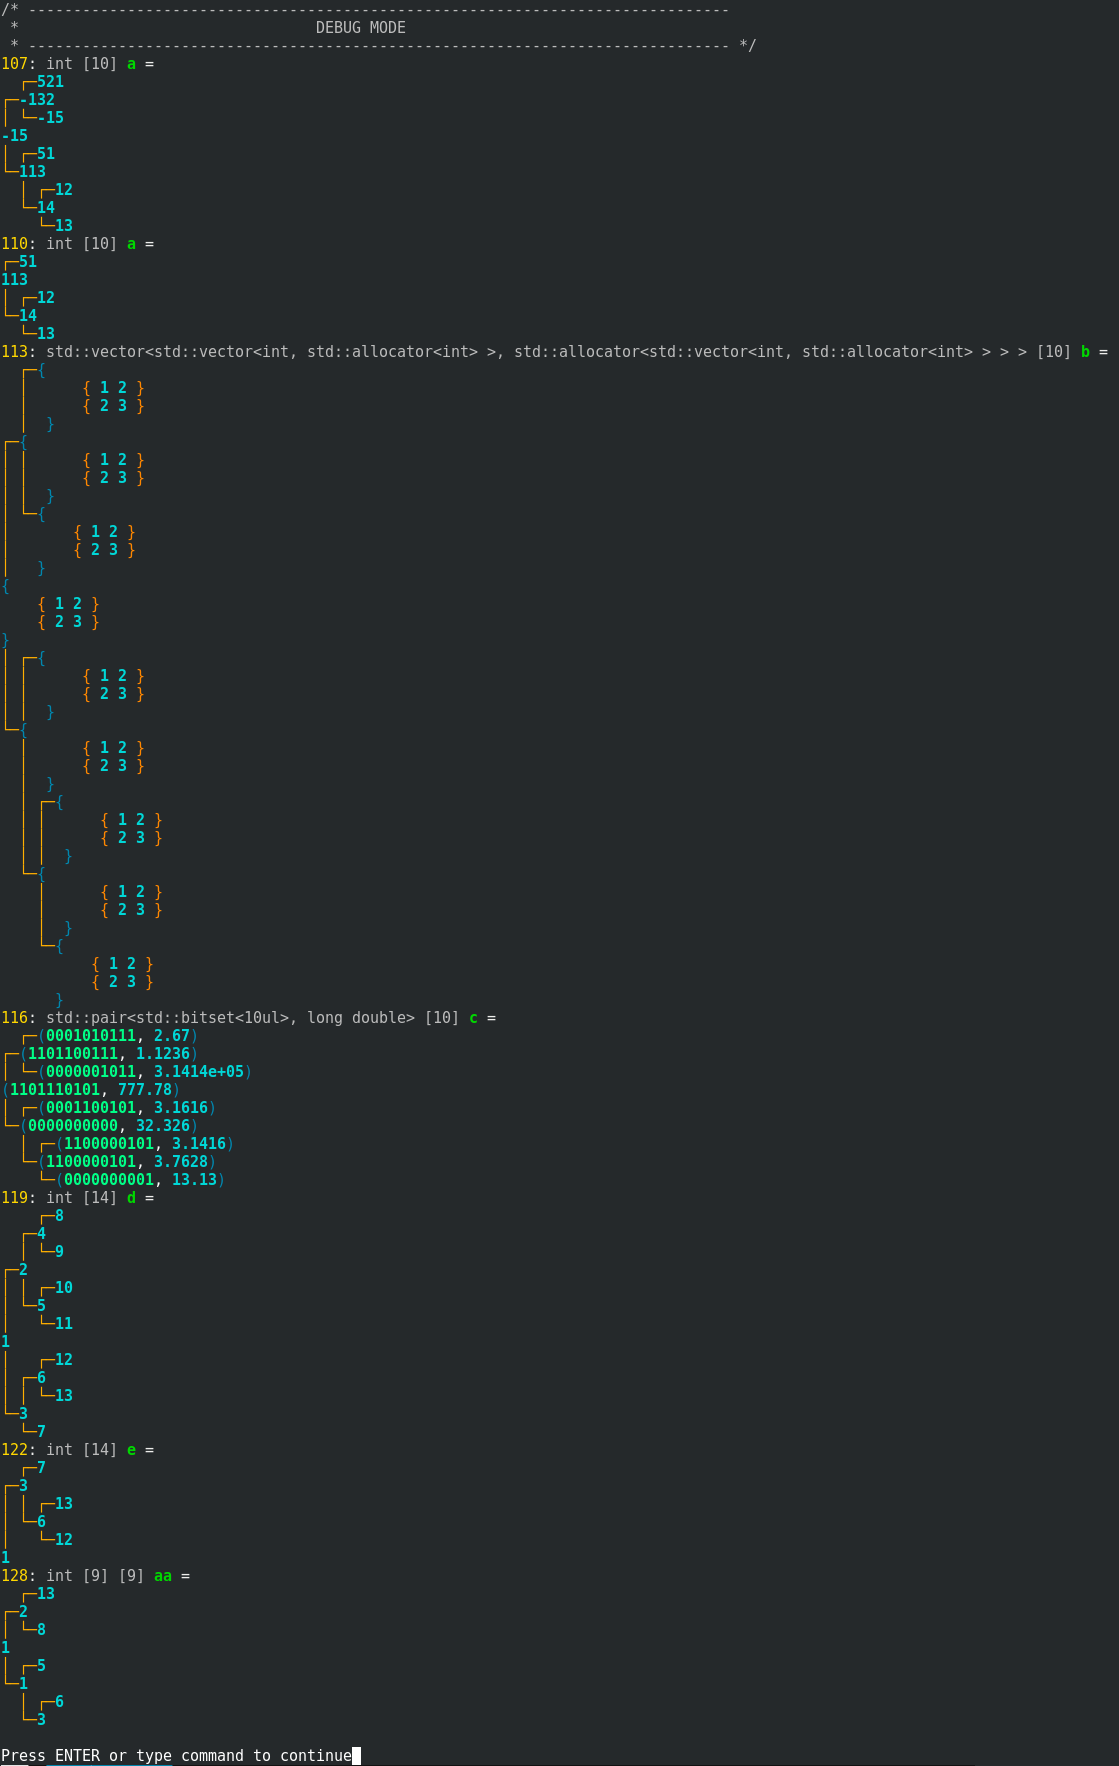 /* ------------------------------------------------------------------------------
 *                                 DEBUG MODE
 * ------------------------------------------------------------------------------ */
107: int [10] a =
  ┌─521
┌─-132
│ └─-15
-15
│ ┌─51
└─113
  │ ┌─12
  └─14
    └─13
110: int [10] a =
┌─51
113
│ ┌─12
└─14
  └─13
113: std::vector<std::vector<int, std::allocator<int> >, std::allocator<std::vector<int, std::allocator<int> > > > [10] b =
  ┌─{
  │      { 1 2 }
  │      { 2 3 }
  │  }
┌─{
│ │      { 1 2 }
│ │      { 2 3 }
│ │  }
│ └─{
│       { 1 2 }
│       { 2 3 }
│   }
{
    { 1 2 }
    { 2 3 }
}
│ ┌─{
│ │      { 1 2 }
│ │      { 2 3 }
│ │  }
└─{
  │      { 1 2 }
  │      { 2 3 }
  │  }
  │ ┌─{
  │ │      { 1 2 }
  │ │      { 2 3 }
  │ │  }
  └─{
    │      { 1 2 }
    │      { 2 3 }
    │  }
    └─{
          { 1 2 }
          { 2 3 }
      }
116: std::pair<std::bitset<10ul>, long double> [10] c =
  ┌─(0001010111, 2.67)
┌─(1101100111, 1.1236)
│ └─(0000001011, 3.1414e+05)
(1101110101, 777.78)
│ ┌─(0001100101, 3.1616)
└─(0000000000, 32.326)
  │ ┌─(1100000101, 3.1416)
  └─(1100000101, 3.7628)
    └─(0000000001, 13.13)
119: int [14] d =
    ┌─8
  ┌─4
  │ └─9
┌─2
│ │ ┌─10
│ └─5
│   └─11
1
│   ┌─12
│ ┌─6
│ │ └─13
└─3
  └─7
122: int [14] e =
  ┌─7
┌─3
│ │ ┌─13
│ └─6
│   └─12
1
128: int [9] [9] aa =
  ┌─13
┌─2
│ └─8
1
│ ┌─5
└─1
  │ ┌─6
  └─3
Press ENTER or type command to continue